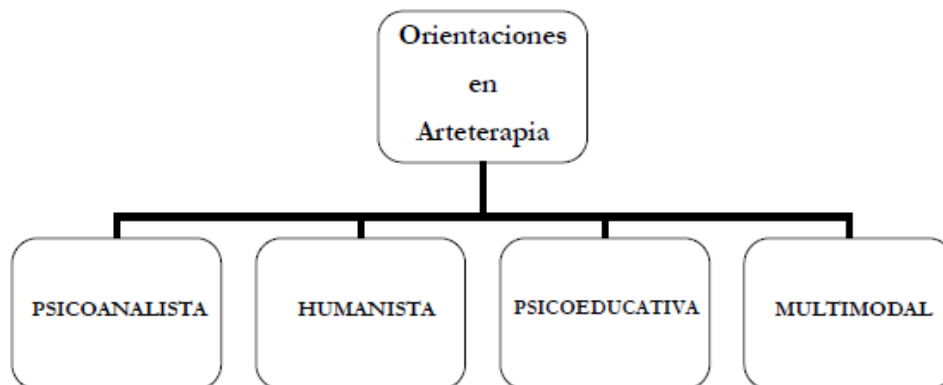 Orientaciones
en
Arteterapia
PSICOANALISTA
HUMANISTA
PSICOEDUCATIVA
MULTIMODAL